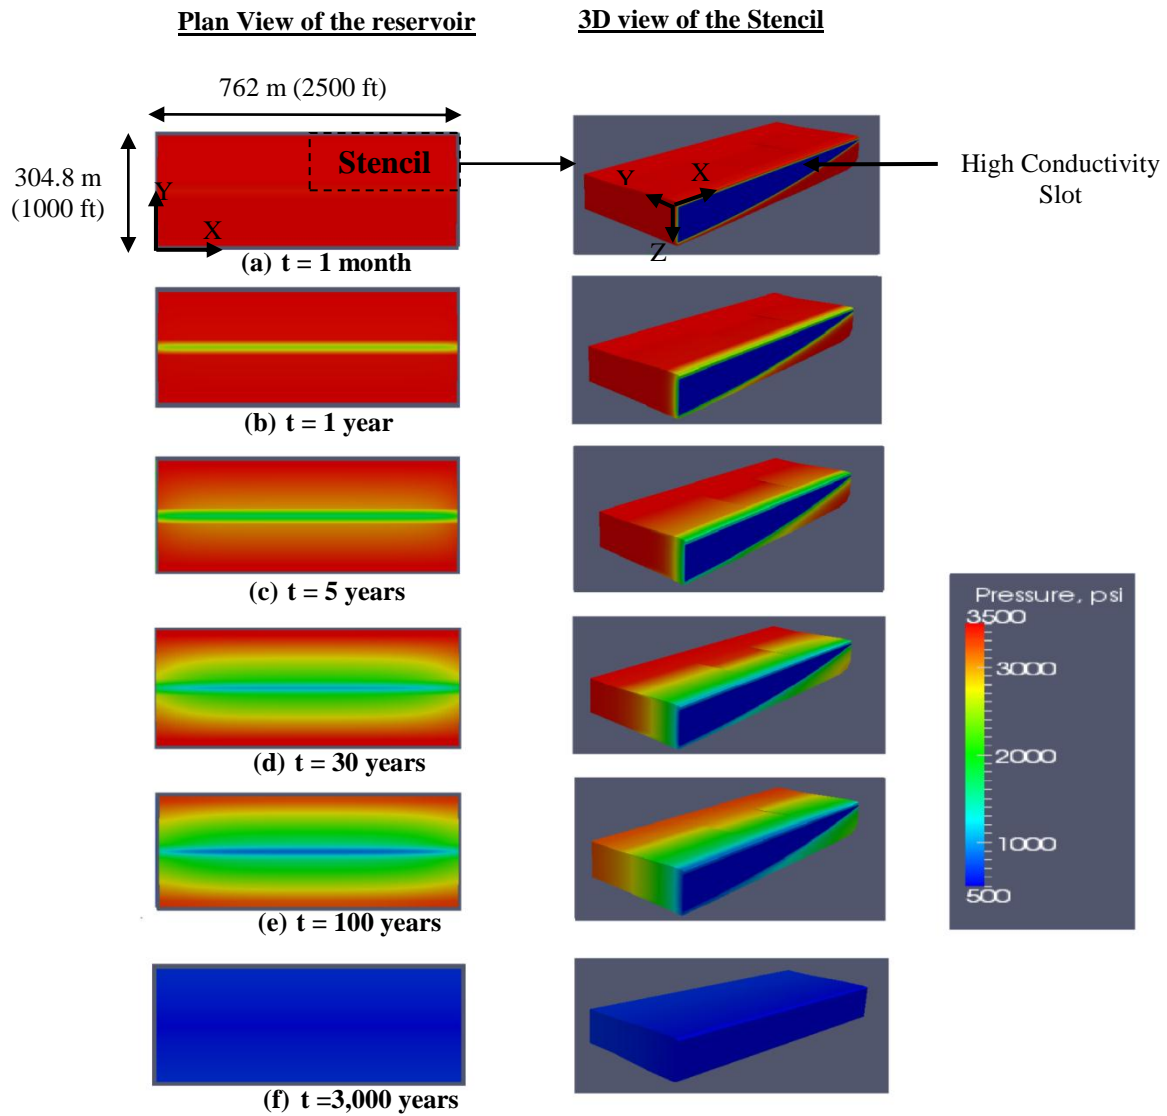 Plan View of the reservoir
3D view of the Stencil
762 m (2500 ft)
Stencil
304.8 m
(1000 ft)
Y
X
Y
X
Z
High Conductivity
Slot
(a) t = 1 month
(b) t = 1 year
(c) t = 5 years
(d) t = 30 years
(e) t = 100 years
(f) t =3,000 years
Pressure, psi
3500
3000
2000
1000
500